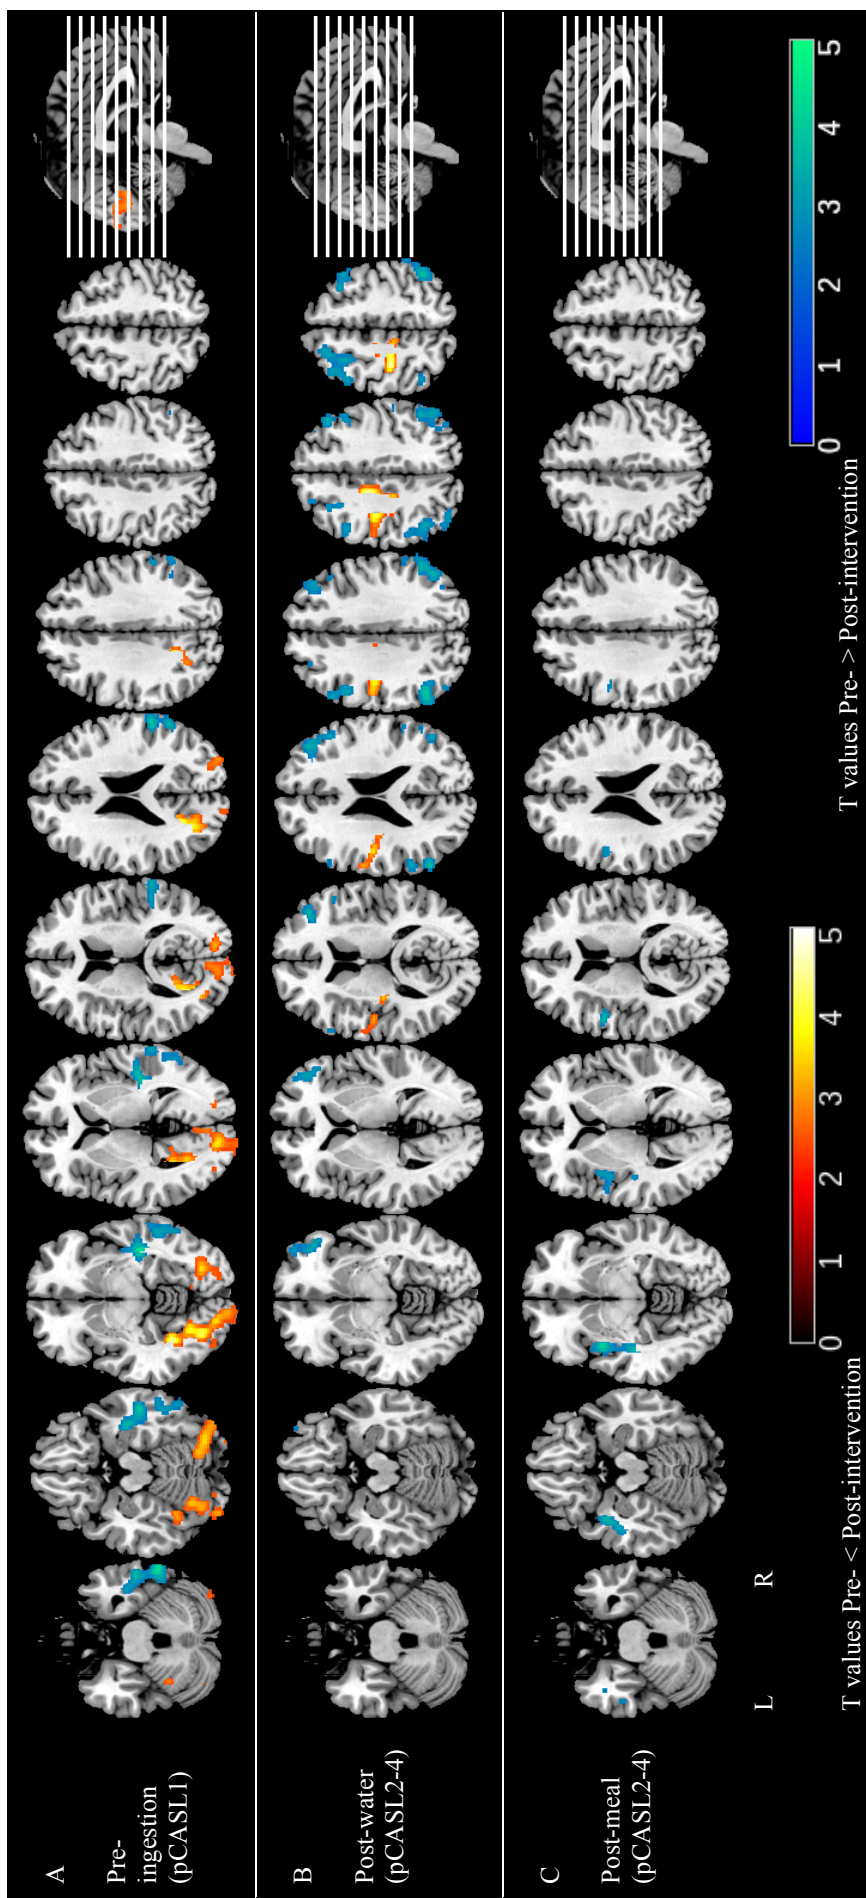 A
Pre-
ingestion
(pCASL1)
B
Post-water
(pCASL2-4)
C
Post-meal
(pCASL2-4)
L
R
0
1
2
3
4
5
T values Pre- < Post-intervention
0
1
2
3
4
5
T values Pre- > Post-intervention